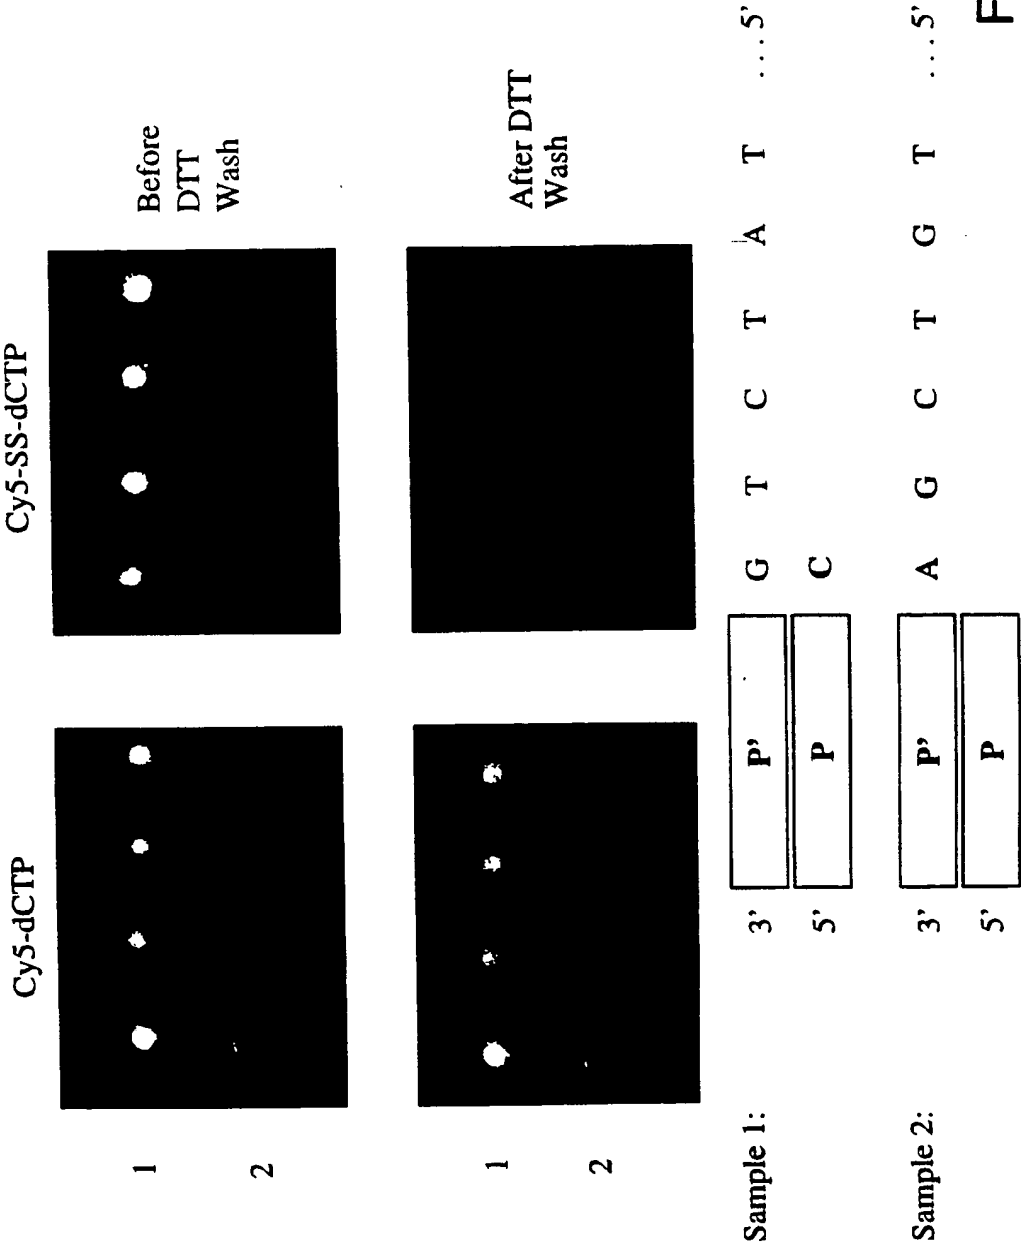 Cy5-dCTP
Cy5-SS-dCTP
1
2
Before
DTT
Wash
1
2
After DTT
Wash
Sample 1:
3' P' G T C T A T ....5'
5' P C
Sample 2:
3' P' A G C T G T ....5'
5' P
F